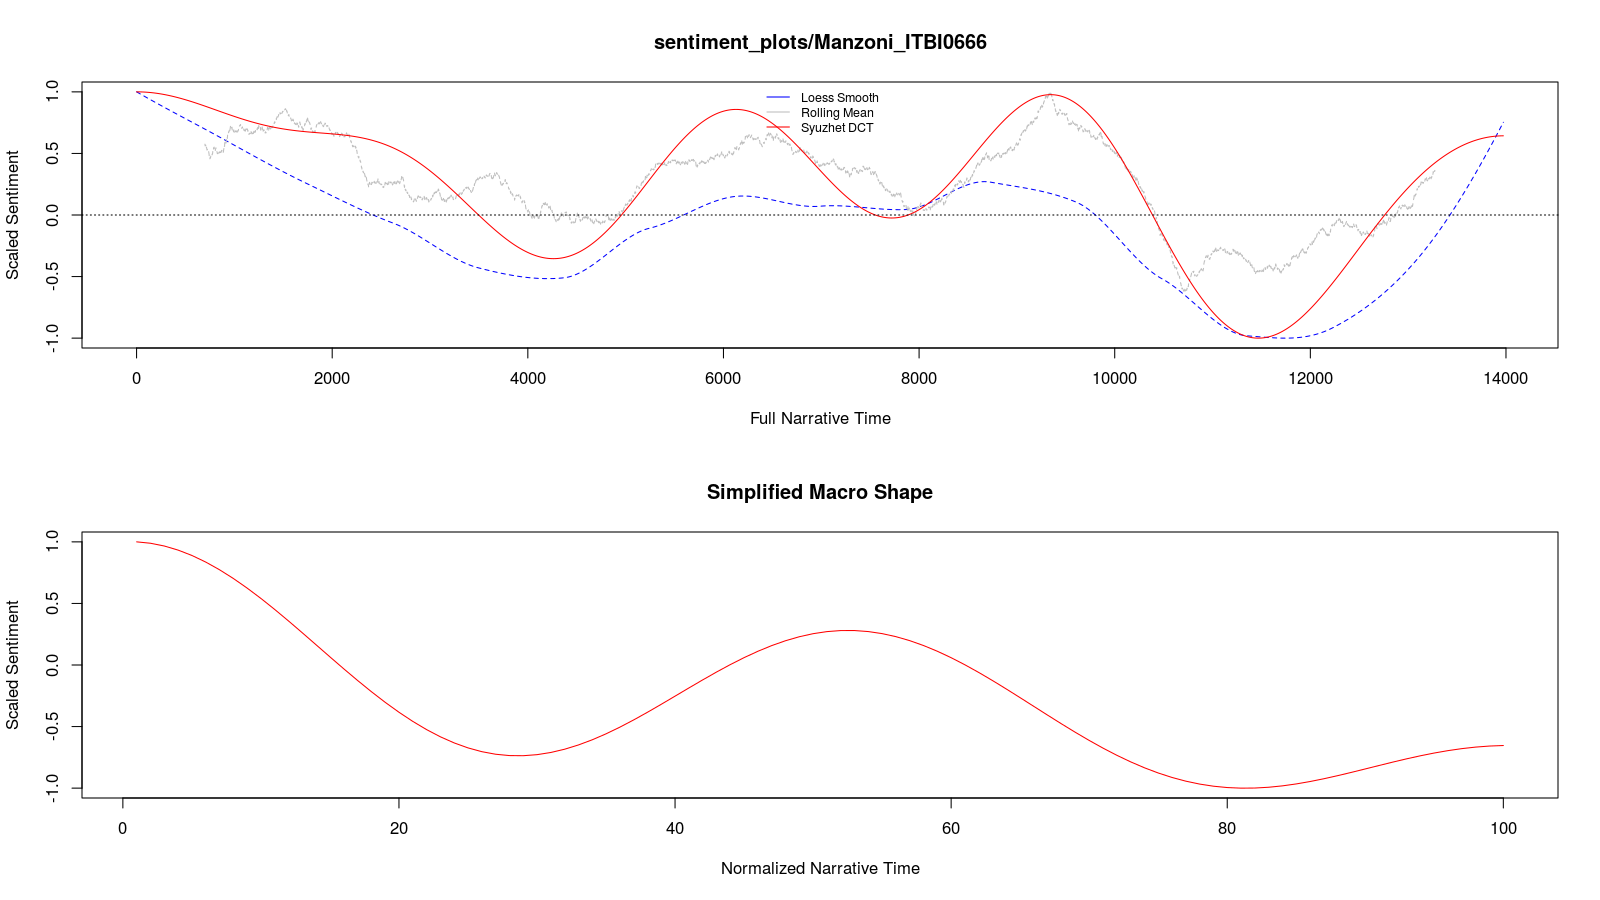 sentiment_plots/Manzoni_ITBI0666
Loess Smooth
Rolling Mean
Syuzhet DCT
Scaled Sentiment
1.0
0.5
0.0
-0.5
-1.0
0 2000 4000 6000 8000 10000 12000 14000
Full Narrative Time
Simplified Macro Shape
Scaled Sentiment
1.0
0.5
0.0
-0.5
-1.0
0 20 40 60 80 100
Normalized Narrative Time